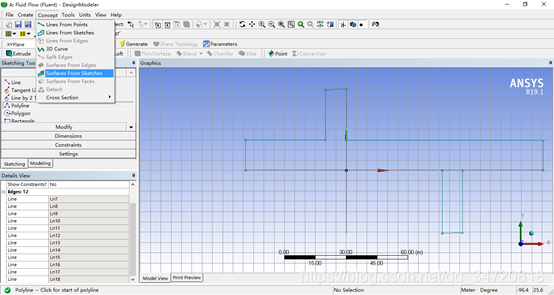 A: Fluid Flow (Fluent) - DesignModeler
File Create Concept Tools Units View Help
Lines From Points
Lines From Sketches
Lines From Edges
3D Curve
Split Edges
Surfaces From Edges
Surfaces From Sketches
Surfaces From Faces
Detach
Cross Section
XYPlane
Generate Share Topology Parameters
Extrude
Thin/Surface Blend Chamfer Slice Point Conversion
Sketching Tool
Graphics
Line
Tangent Li
Line by 2 T
Polyline
Polygon
Rectangle
Modify
Dimensions
Constraints
Settings
Sketching Modeling
Details View
Show Constraints? No
Edges: 12
Line Ln7
Line Ln8
Line Ln9
Line Ln10
Line Ln11
Line Ln12
Line Ln13
Line Ln14
Line Ln15
Line Ln16
Line Ln17
Line Ln18
ANSYS
R19.1
0.00 30.00 60.00 (m)
15.00 45.00
Model View Print Preview
Polyline -- Click for start of polyline No Selection Meter Degree -96.4 25.6